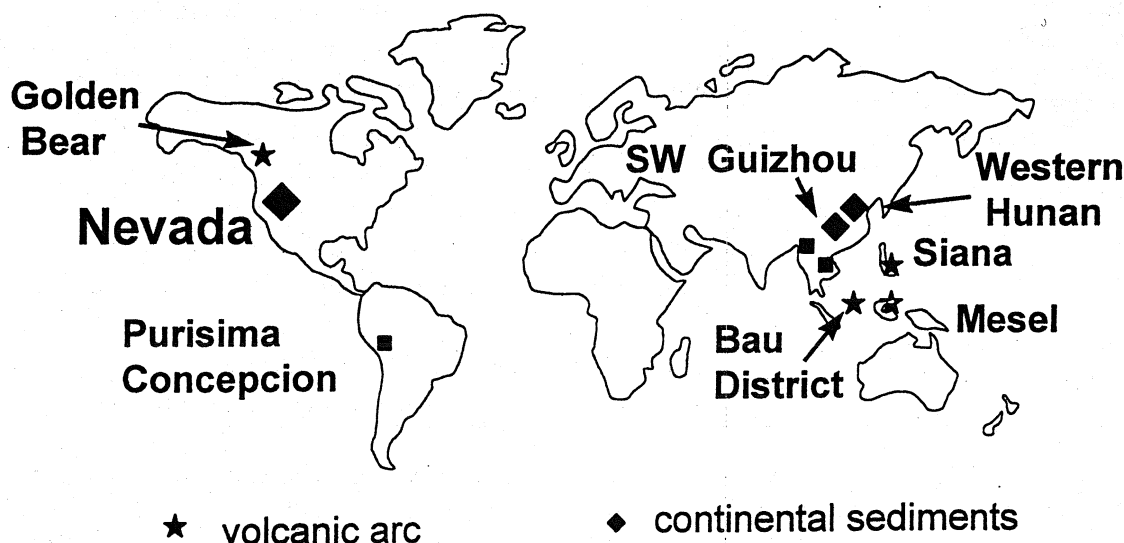 Golden
Bear
Nevada
Purisima
Concepcion
SW Guizhou
Western
Hunan
Siana
Mesel
Bau
District
volcanic arc
continental sediments